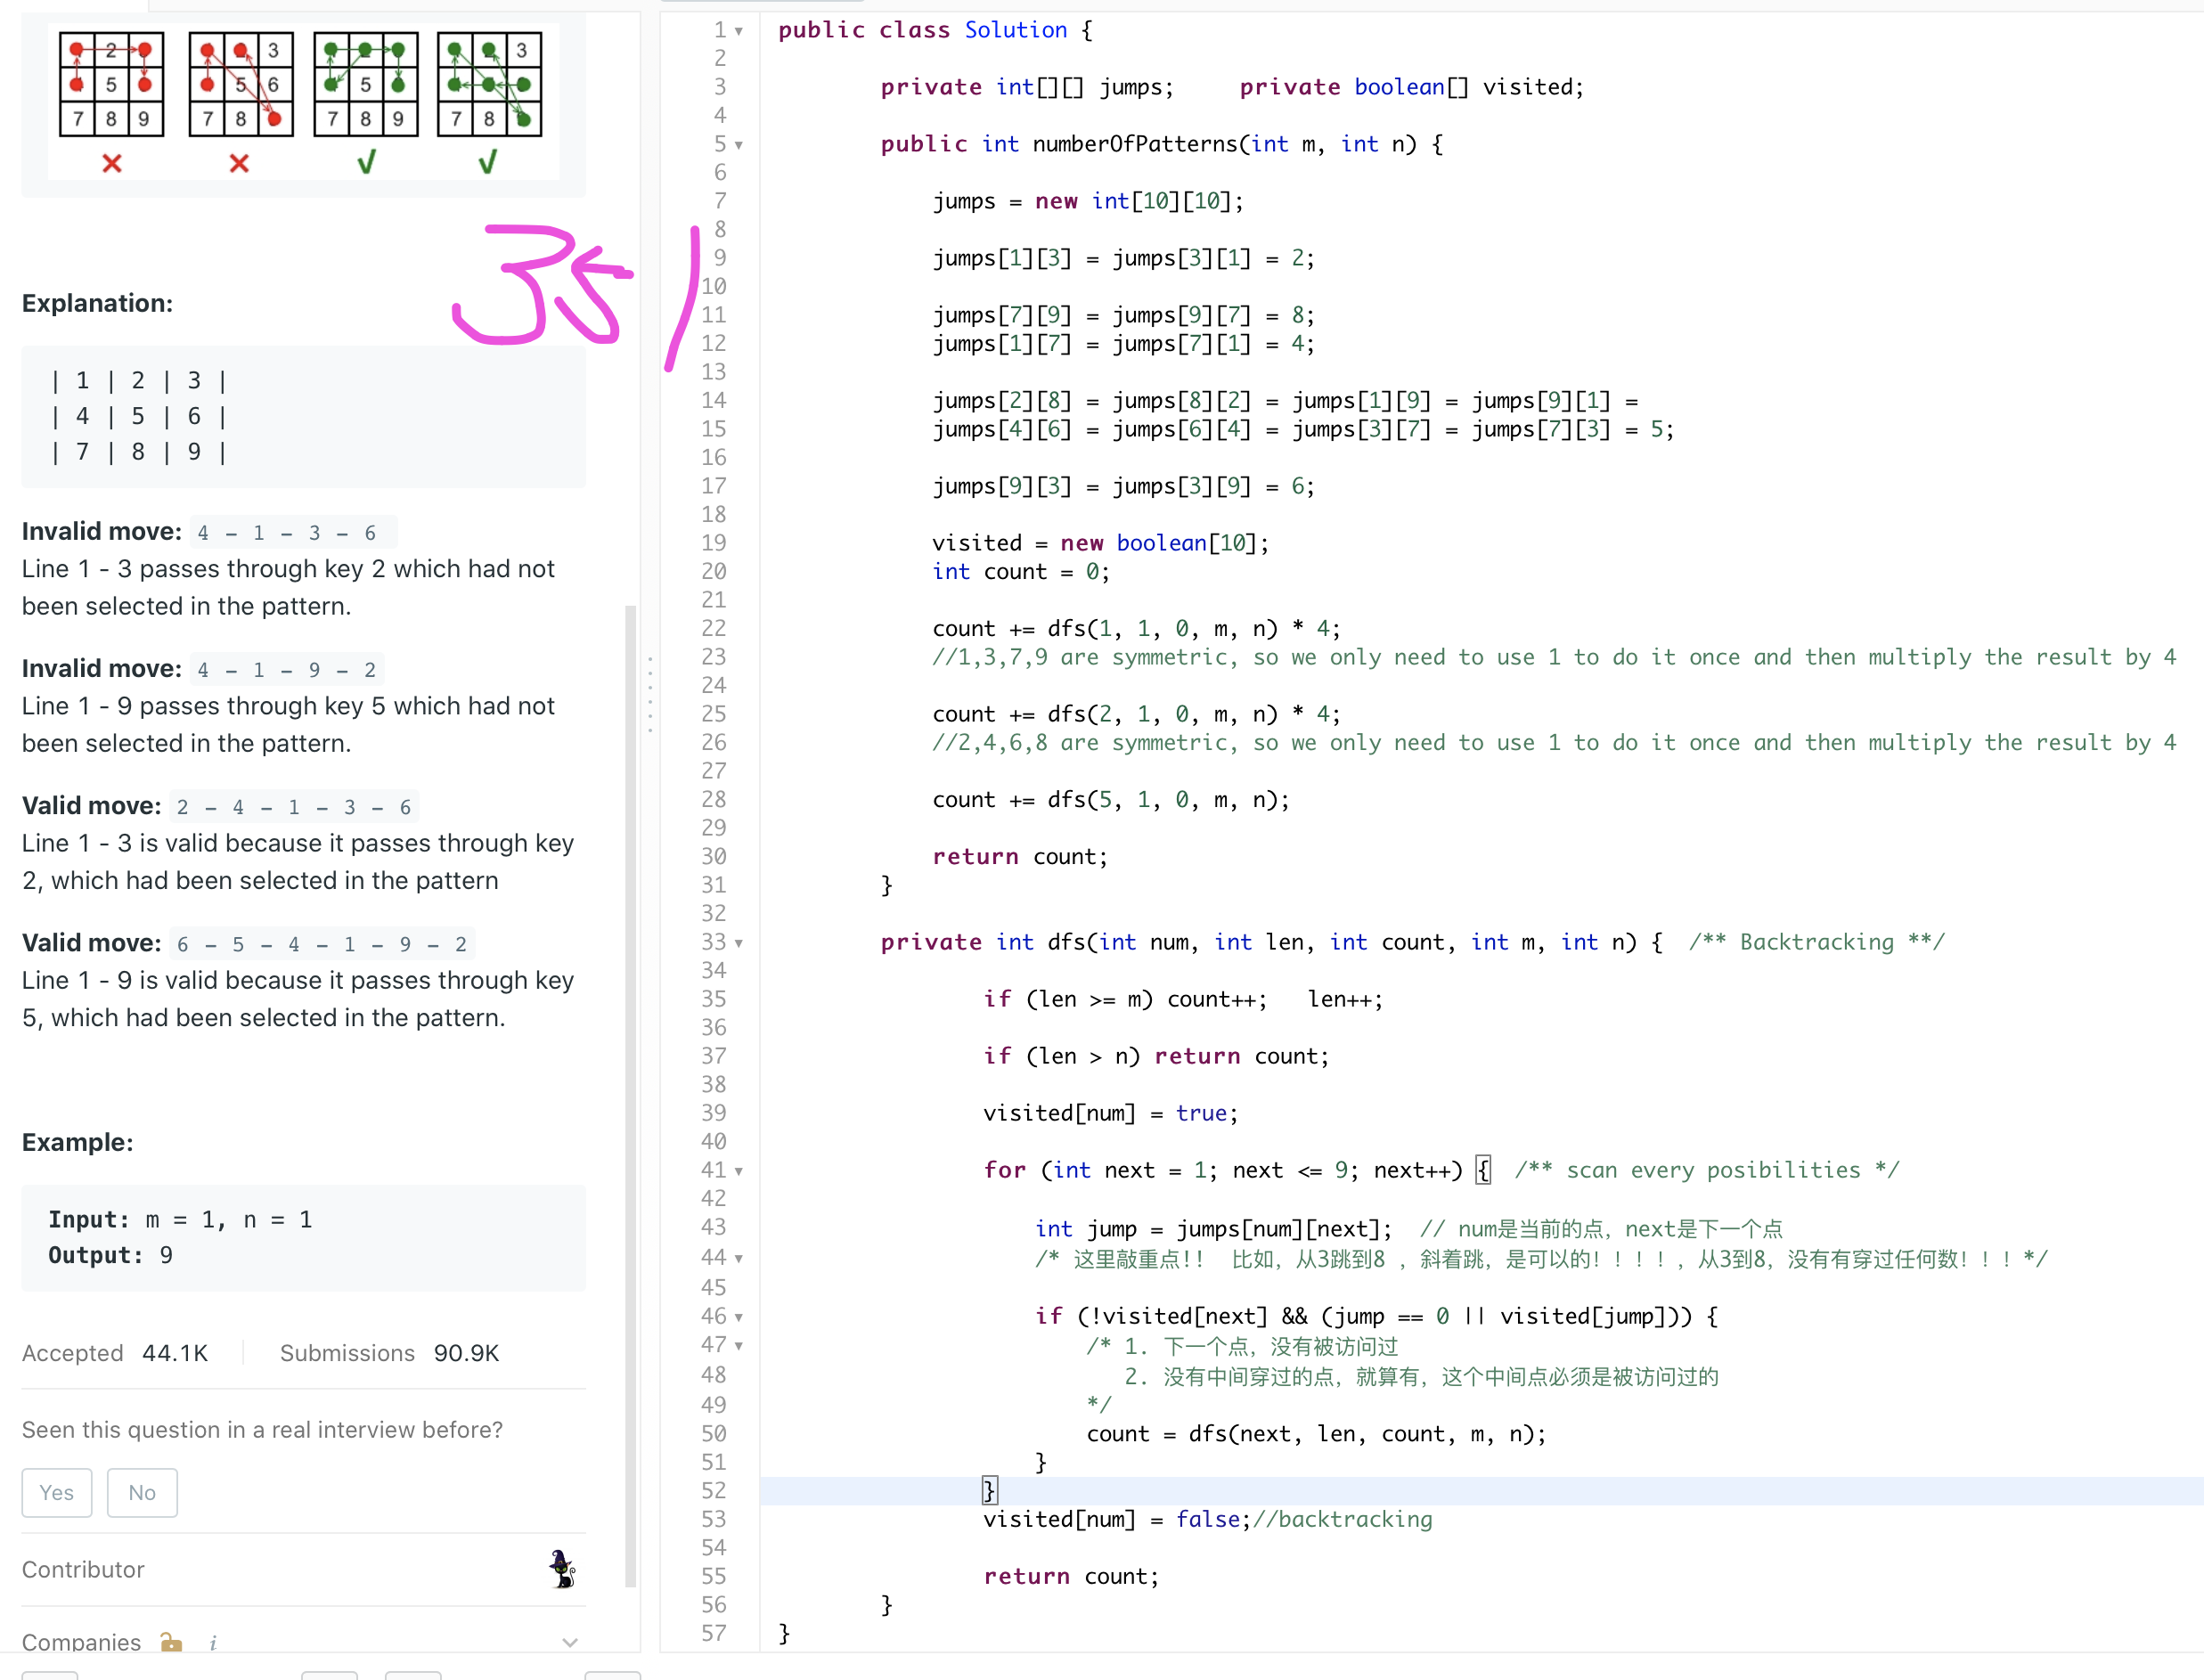 2
3
5
3
3
5
5
6
5
7 8 9
7 8 9
7 8 9
7 8
351
Explanation:
| 1 | 2 | 3 |
| 4 | 5 | 6 |
| 7 | 8 | 9 |
Invalid move: 4 - 1 - 3 - 6
Line 1 - 3 passes through key 2 which had not
been selected in the pattern.
Invalid move: 4 - 1 - 9 - 2
Line 1 - 9 passes through key 5 which had not
been selected in the pattern.
Valid move: 2 - 4 - 1 - 3 - 6
Line 1 - 3 is valid because it passes through key
2, which had been selected in the pattern
Valid move: 6 - 5 - 4 - 1 - 9 - 2
Line 1 - 9 is valid because it passes through key
5, which had been selected in the pattern.
Example:
Input: m = 1, n = 1
Output: 9
Accepted 44.1K Submissions 90.9K
Seen this question in a real interview before?
Yes No
Contributor
Companies i
1 public class Solution {
2
3 private int[][] jumps; private boolean[] visited;
4
5 public int numberOfPatterns(int m, int n) {
6
7 jumps = new int[10][10];
8
9 jumps[1][3] = jumps[3][1] = 2;
10
11 jumps[7][9] = jumps[9][7] = 8;
12 jumps[1][7] = jumps[7][1] = 4;
13
14 jumps[2][8] = jumps[8][2] = jumps[1][9] = jumps[9][1] =
15 jumps[4][6] = jumps[6][4] = jumps[3][7] = jumps[7][3] = 5;
16
17 jumps[9][3] = jumps[3][9] = 6;
18
19 visited = new boolean[10];
20 int count = 0;
21
22 count += dfs(1, 1, 0, m, n) * 4;
23 //1,3,7,9 are symmetric, so we only need to use 1 to do it once and then multiply the result by 4
24
25 count += dfs(2, 1, 0, m, n) * 4;
26 //2,4,6,8 are symmetric, so we only need to use 1 to do it once and then multiply the result by 4
27
28 count += dfs(5, 1, 0, m, n);
29
30 return count;
31 }
32
33 private int dfs(int num, int len, int count, int m, int n) { /** Backtracking **/
34
35 if (len >= m) count++; len++;
36
37 if (len > n) return count;
38
39 visited[num] = true;
40
41 for (int next = 1; next <= 9; next++) { /** scan every posibilities */
42
43 int jump = jumps[num][next]; // num是当前的点，next是下一个点
44 /* 这里敲重点!! 比如，从3跳到8 ，斜着跳，是可以的！！！！，从3到8，没有有穿过任何数！！！*/
45
46 if (!visited[next] && (jump == 0 || visited[jump])) {
47 /* 1. 下一个点，没有被访问过
48 2. 没有中间穿过的点，就算有，这个中间点必须是被访问过的
49 */
50 count = dfs(next, len, count, m, n);
51 }
52 }
53 visited[num] = false;//backtracking
54
55 return count;
56 }
57 }